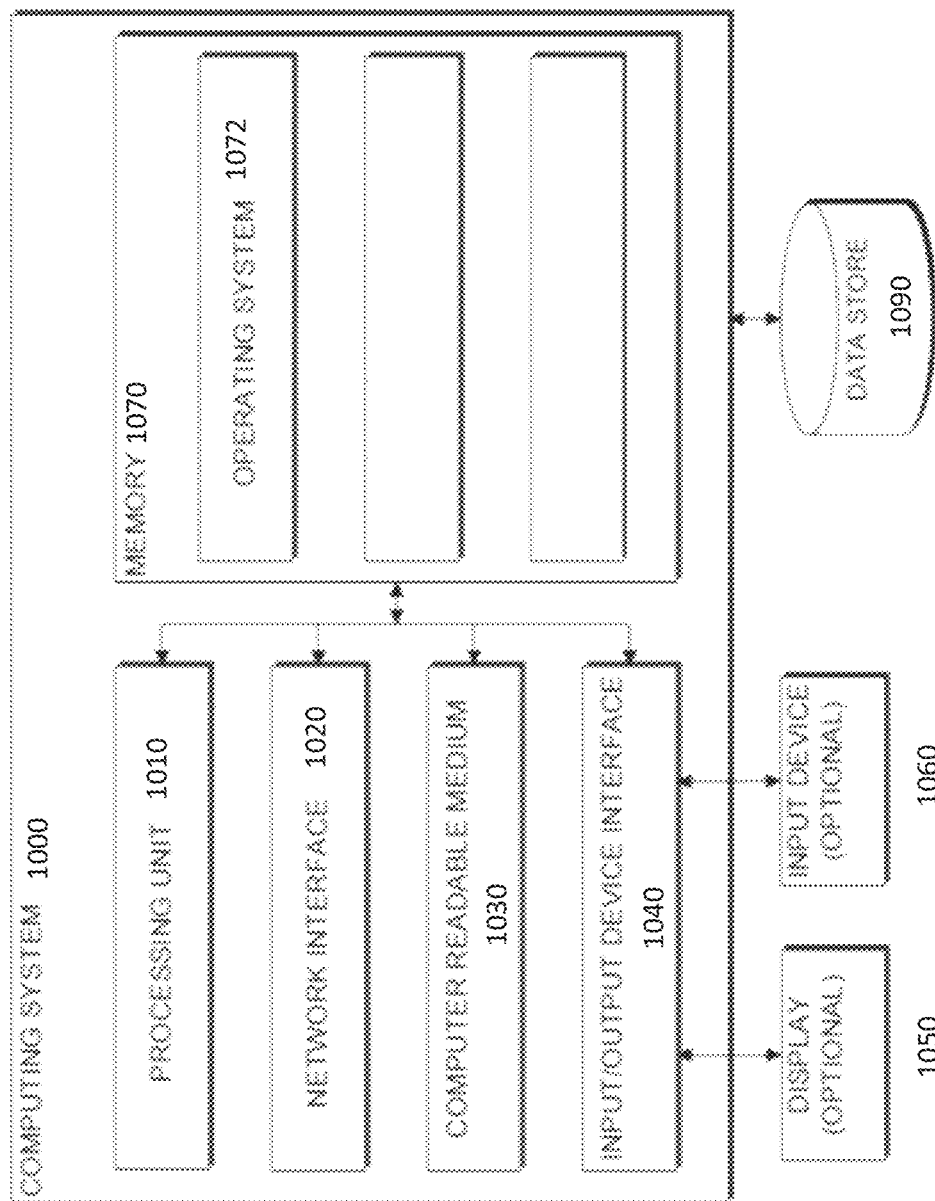 COMPUTING SYSTEM 1000
PROCESSING UNIT 1010
NETWORK INTERFACE 1020
COMPUTER READABLE MEDIUM
1030
INPUT/OUTPUT DEVICE INTERFACE
1040
MEMORY 1070
OPERATING SYSTEM 1072
DISPLAY
(OPTIONAL)
1050
INPUT DEVICE
(OPTIONAL)
1060
DATA STORE
1090